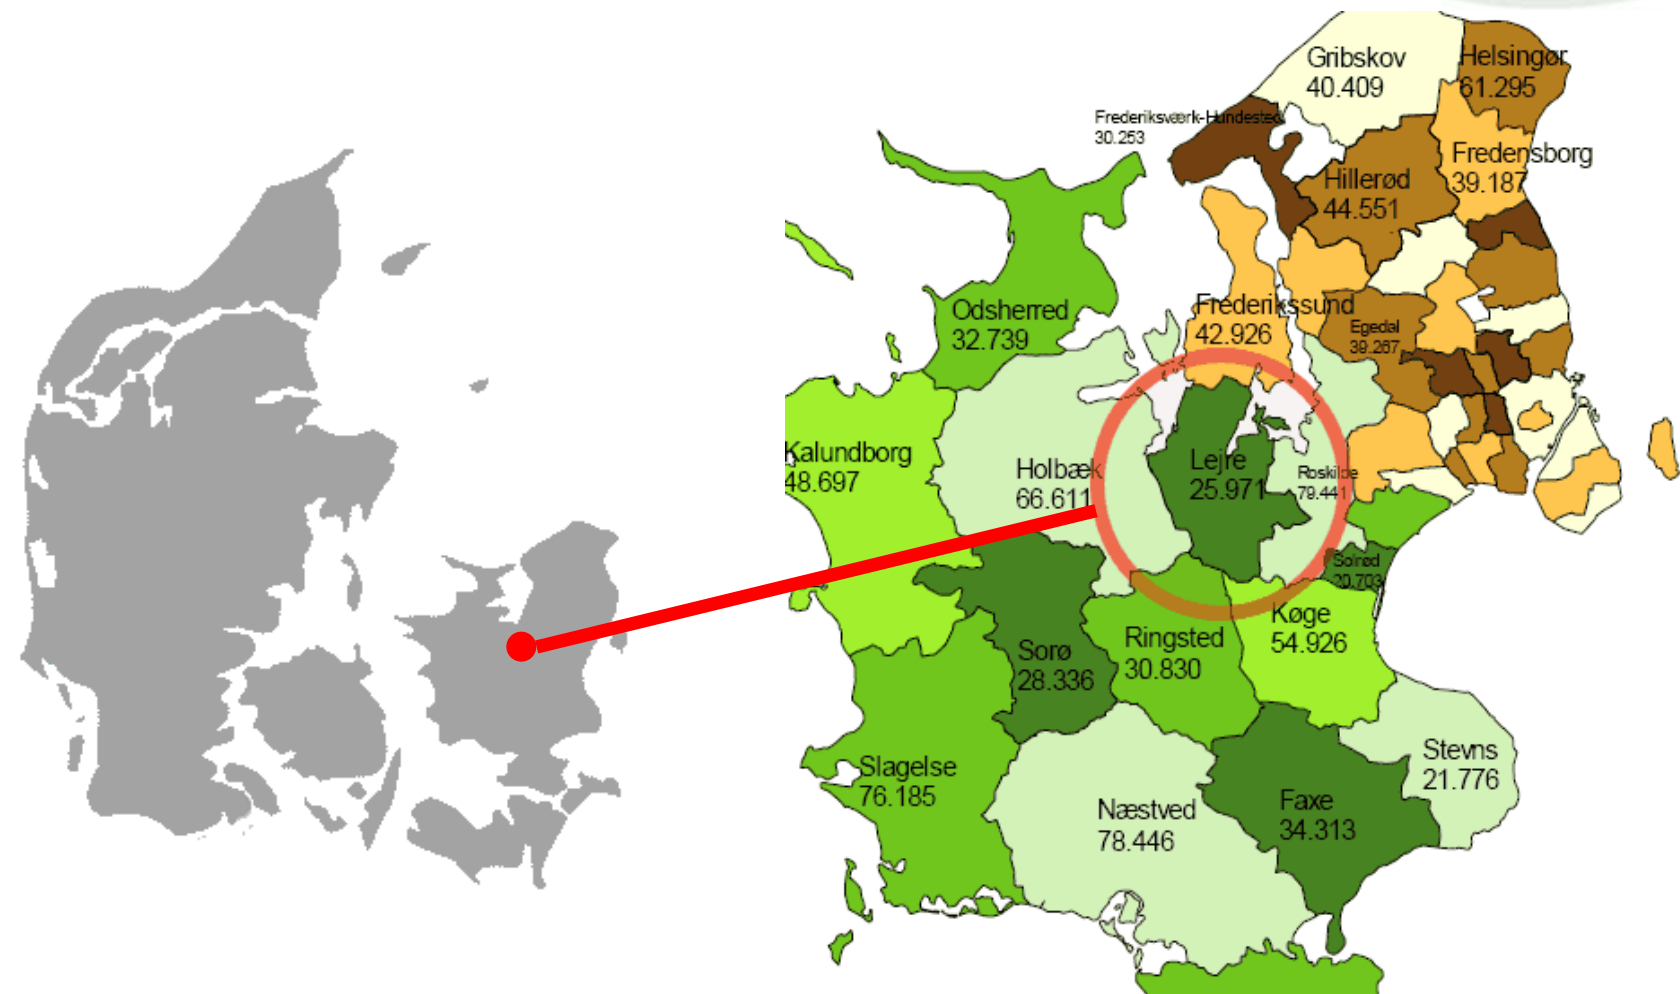 Gribskov
40.409
Helsingør
61.295
Frederiksværk-Hundested
30.253
Fredensborg
39.187
Hillerød
44.551
Odsherred
32.739
Frederikssund
42.926
Egedal
39.267
Kalundborg
48.697
Holbæk
66.611
Lejre
25.971
Roskilde
79.441
Solrød
20.703
Køge
54.926
Ringsted
30.830
Sorø
28.336
Slagelse
76.185
Stevns
21.776
Næstved
78.446
Faxe
34.313